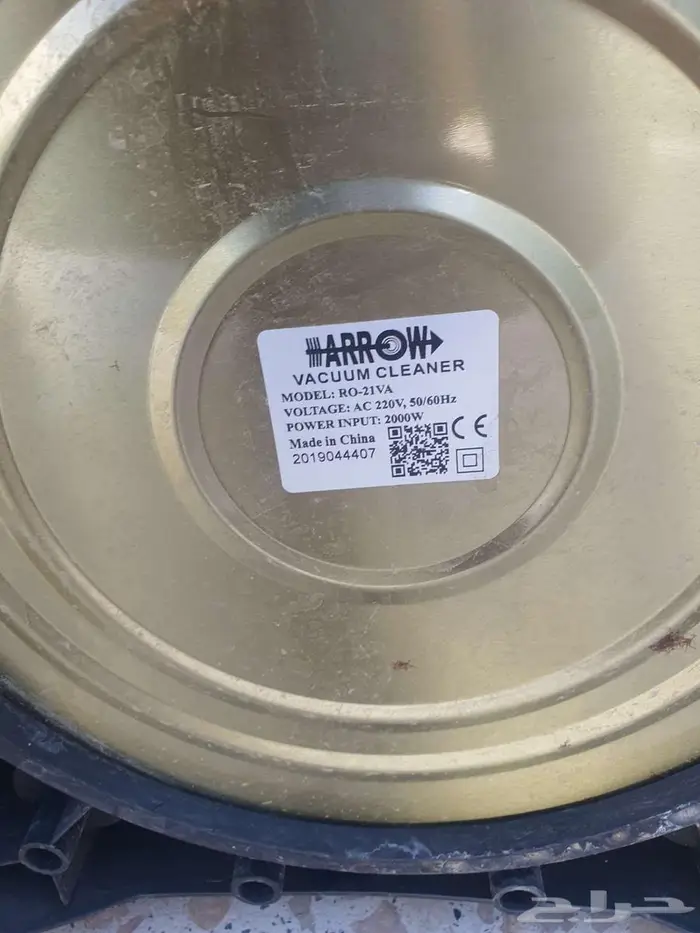 ARROW
VACUUM CLEANER
MODEL: RO-21VA
VOLTAGE: AC 220V, 50/60Hz
POWER INPUT: 2000W
Made in China
2019044407
CE
حراج